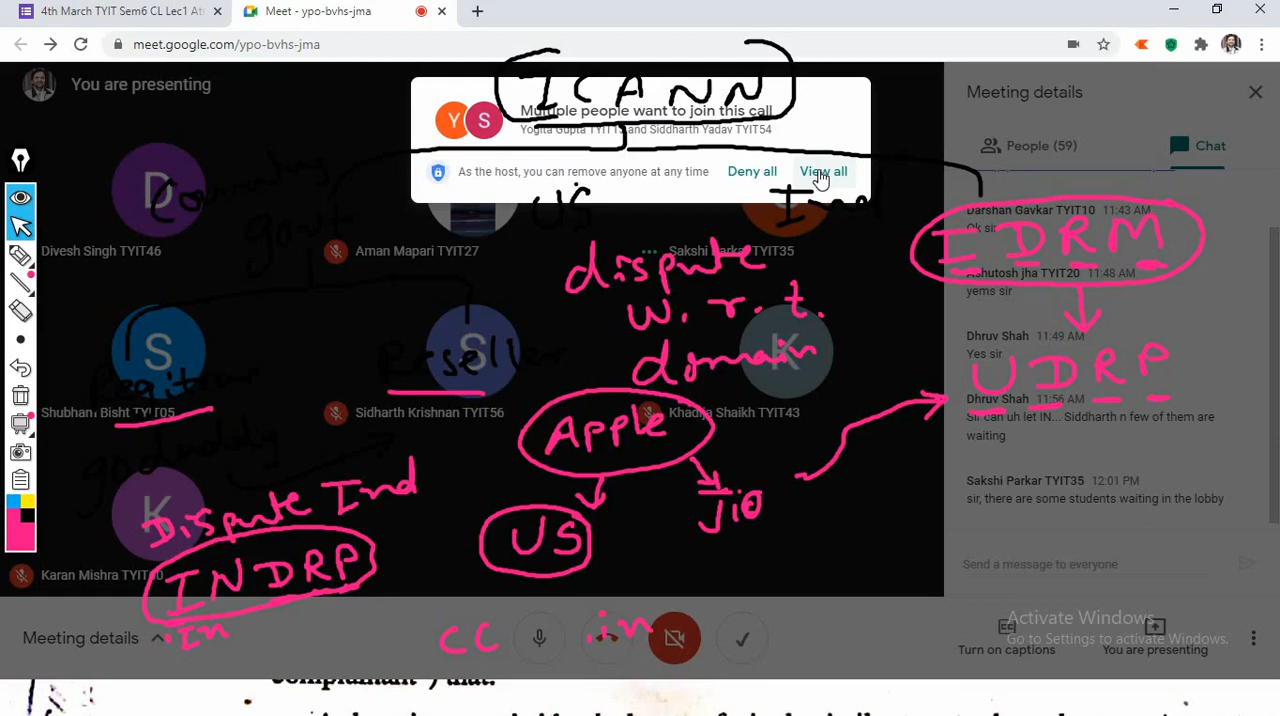 4th March TYIT Sem6 CL Lec1 At
Meet - ypo-bvhs-jma
meet.google.com/ypo-bvhs-jma
You are presenting
ICANN
Y
S
Multiple people want to join this call
Yogita Gupta TYIT13 and Siddharth Yadav TYIT54
As the host, you can remove anyone at any time
Deny all
View all
Meeting details
People (59)
Chat
D
Divesh Singh TYIT46
Aman Mapari TYIT27
Sakshi Parkar TYIT35
govt
US
Ind
Darshan Gavkar TYIT10 11:43 AM
Ok sir
EDRM
Ashutosh jha TYIT20 11:48 AM
yems sir
dispute
w.r.t.
domain
Dhruv Shah 11:49 AM
Yes sir
UDRP
Dhruv Shah 11:56 AM
Sir can uh let IN... Siddharth n few of them are
waiting
S
S
K
Reseller
Shubham Bisht TYIT05
Sidharth Krishnan TYIT56
Khadija Shaikh TYIT43
Apple
godaddy
Sakshi Parkar TYIT35 12:01 PM
sir, there are some students waiting in the lobby
Dispute Ind
Jio
US
K
INDRP
Karan Mishra TYIT60
Send a message to everyone
.In
cc
.in
Meeting details
Activate Windows
Go to Settings to activate Windows.
Turn on captions
You are presenting
complainant") that: